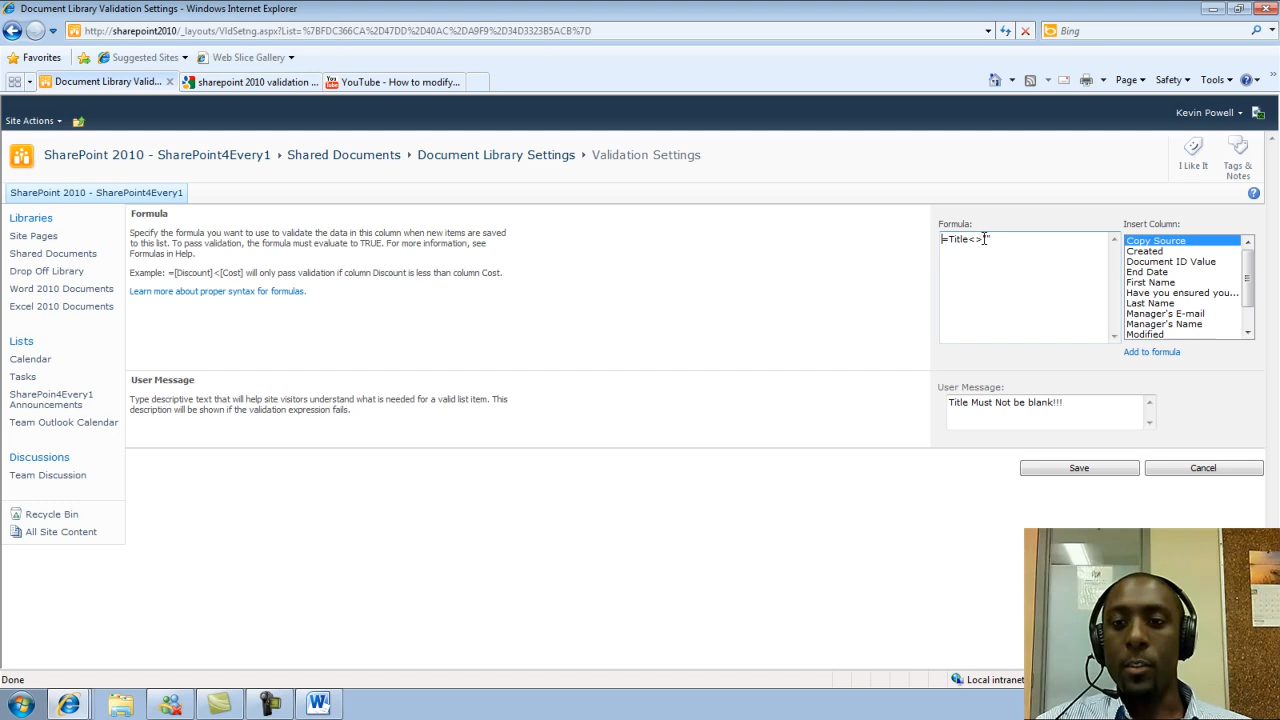 Document Library Validation Settings - Windows Internet Explorer
http://sharepoint2010/_layouts/VldSetng.aspx?List=%7BFDC366CA%2D47DD%2D40AC%2DA9F9%2D34D3323B5ACB%7D
Bing
Favorites Suggested Sites Web Slice Gallery
Document Library Valid... sharepoint 2010 validation ... YouTube - How to modify...
Page Safety Tools
Site Actions
Kevin Powell
SharePoint 2010 - SharePoint4Every1 Shared Documents Document Library Settings Validation Settings
I Like It
Tags & Notes
SharePoint 2010 - SharePoint4Every1
Libraries
Site Pages
Shared Documents
Drop Off Library
Word 2010 Documents
Excel 2010 Documents
Lists
Calendar
Tasks
SharePoin4Every1
Announcements
Team Outlook Calendar
Discussions
Team Discussion
Recycle Bin
All Site Content
Formula
Specify the formula you want to use to validate the data in this column when new items are saved
to this list. To pass validation, the formula must evaluate to TRUE. For more information, see
Formulas in Help.
Example: =[Discount]<[Cost] will only pass validation if column Discount is less than column Cost.
Learn more about proper syntax for formulas.
Formula:
=Title<>""
Insert Column:
Copy Source
Created
Document ID Value
End Date
First Name
Have you ensured you...
Last Name
Manager's E-mail
Manager's Name
Modified
Add to formula
User Message
Type descriptive text that will help site visitors understand what is needed for a valid list item. This
description will be shown if the validation expression fails.
User Message:
Title Must Not be blank!!!
Save Cancel
Done
Local intranet